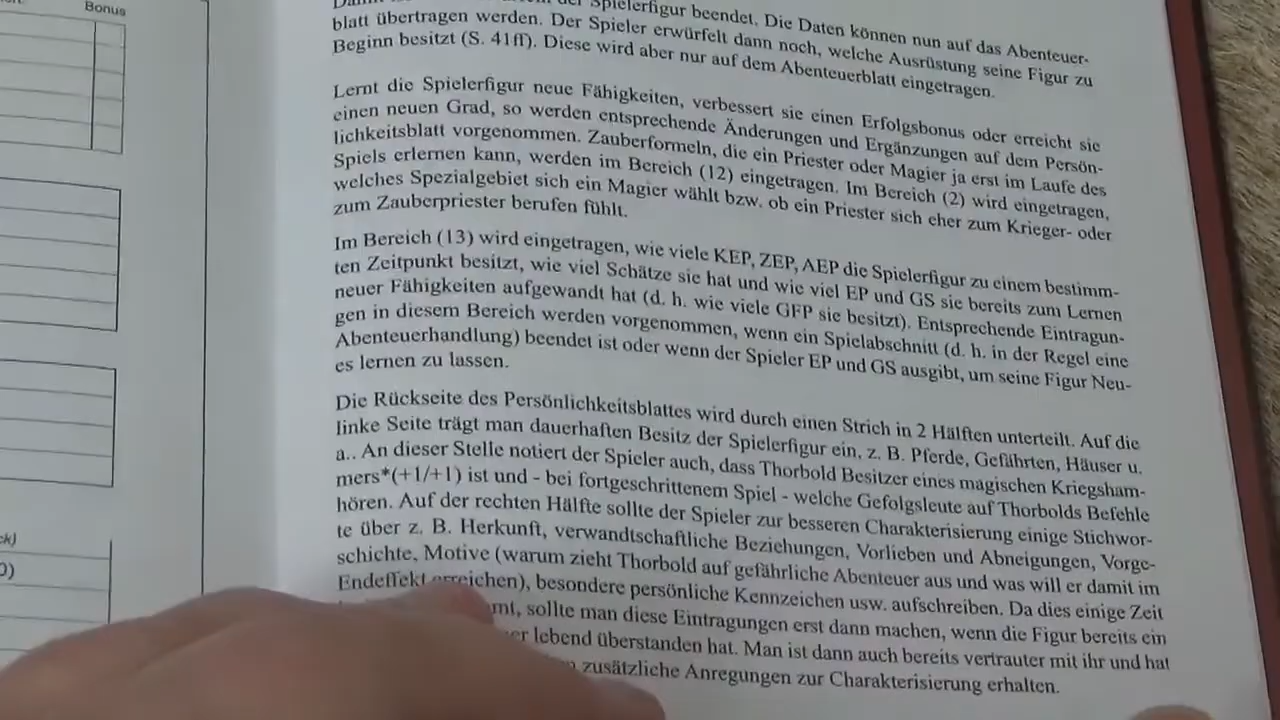 Bonus
ck)
0)
Spielerfigur beendet. Die Daten können nun auf das Abenteuer-
blatt übertragen werden. Der Spieler erwürfelt dann noch, welche Ausrüstung seine Figur zu
Beginn besitzt (S. 41ff). Diese wird aber nur auf dem Abenteuerblatt eingetragen.
Lernt die Spielerfigur neue Fähigkeiten, verbessert sie einen Erfolgsbonus oder erreicht sie
einen neuen Grad, so werden entsprechende Änderungen und Ergänzungen auf dem Persön-
lichkeitsblatt vorgenommen. Zauberformeln, die ein Priester oder Magier ja erst im Laufe des
Spiels erlernen kann, werden im Bereich (12) eingetragen. Im Bereich (2) wird eingetragen,
welches Spezialgebiet sich ein Magier wählt bzw. ob ein Priester sich eher zum Krieger- oder
zum Zauberpriester berufen fühlt.
Im Bereich (13) wird eingetragen, wie viele KEP, ZEP, AEP die Spielerfigur zu einem bestimm-
ten Zeitpunkt besitzt, wie viel Schätze sie hat und wie viel EP und GS sie bereits zum Lernen
neuer Fähigkeiten aufgewandt hat (d. h. wie viele GFP sie besitzt). Entsprechende Eintragun-
gen in diesem Bereich werden vorgenommen, wenn ein Spielabschnitt (d. h. in der Regel eine
Abenteuerhandlung) beendet ist oder wenn der Spieler EP und GS ausgibt, um seine Figur Neu-
es lernen zu lassen.
Die Rückseite des Persönlichkeitsblattes wird durch einen Strich in 2 Hälften unterteilt. Auf die
linke Seite trägt man dauerhaften Besitz der Spielerfigur ein, z. B. Pferde, Gefährten, Häuser u.
a.. An dieser Stelle notiert der Spieler auch, dass Thorbold Besitzer eines magischen Kriegsham-
mers*(+1/+1) ist und - bei fortgeschrittenem Spiel - welche Gefolgsleute auf Thorbolds Befehle
hören. Auf der rechten Hälfte sollte der Spieler zur besseren Charakterisierung einige Stichwor-
te über z. B. Herkunft, verwandtschaftliche Beziehungen, Vorlieben und Abneigungen, Vorge-
schichte, Motive (warum zieht Thorbold auf gefährliche Abenteuer aus und was will er damit im
Endeffekt erreichen), besondere persönliche Kennzeichen usw. aufschreiben. Da dies einige Zeit
sollte man diese Eintragungen erst dann machen, wenn die Figur bereits ein
lebend überstanden hat. Man ist dann auch bereits vertrauter mit ihr und hat
zusätzliche Anregungen zur Charakterisierung erhalten.